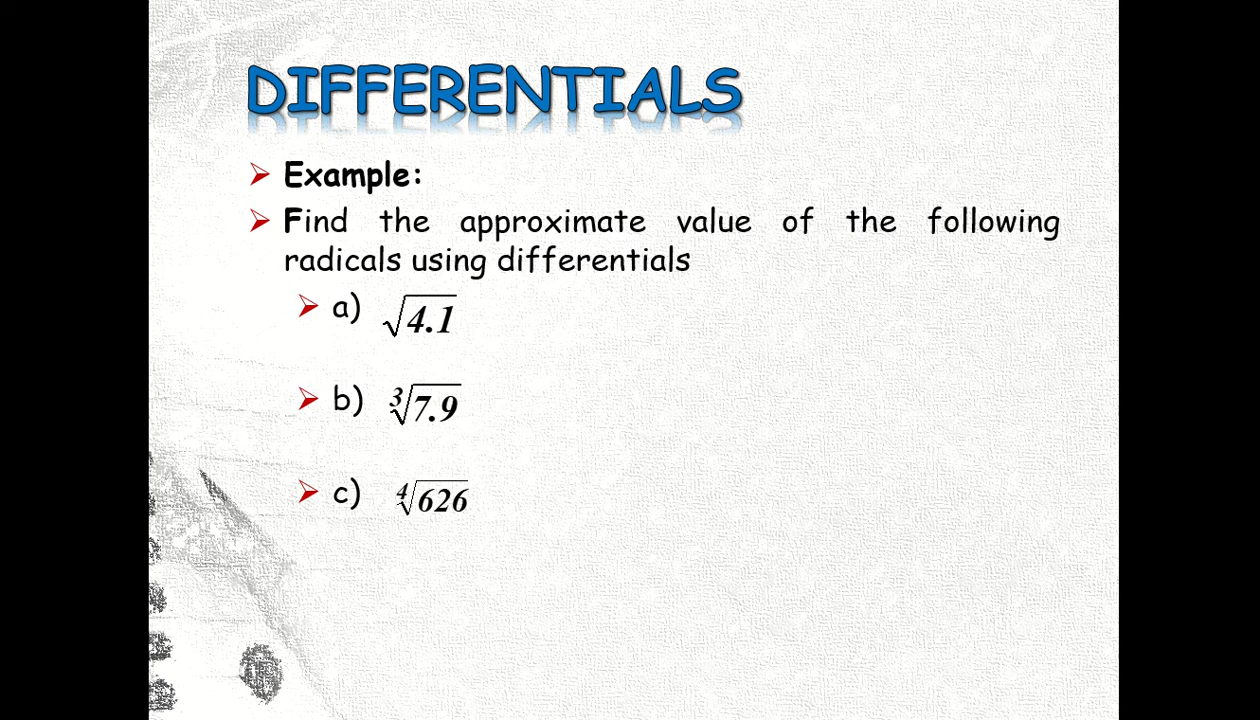 DIFFERENTIALS
Example:
Find the approximate value of the following
radicals using differentials
a) √4.1
b) ∛7.9
c) ∜626